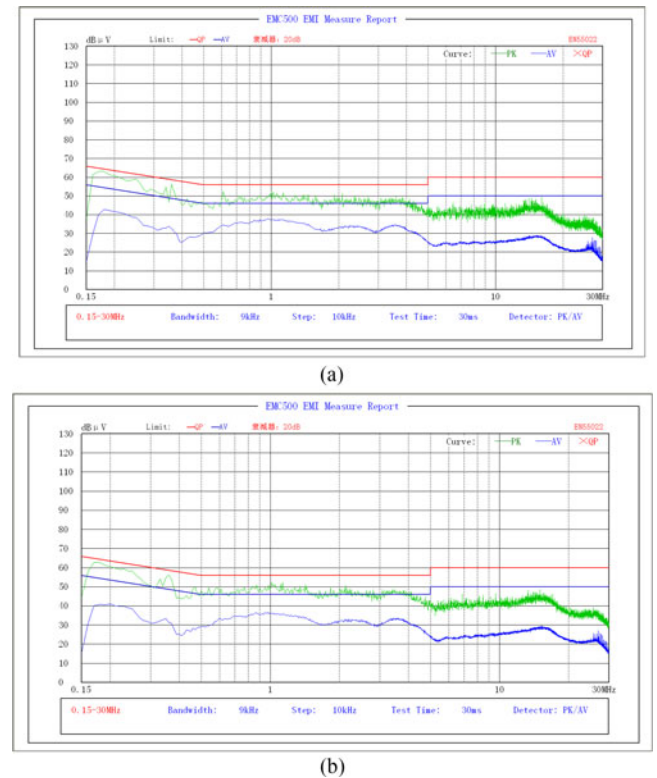 EMC500 EMI Measure Report
dBμV Limit: QP AV 衰减器: 20dB EN55022
Curve: PK AV ×QP
130
120
110
100
90
80
70
60
50
40
30
20
10
0
0.15 1 10 30MHz
0.15-30MHz Bandwidth: 9kHz Step: 10kHz Test Time: 30ms Detector: PK/AV
(a)
EMC500 EMI Measure Report
dBμV Limit: QP AV 衰减器: 20dB EN55022
Curve: PK AV ×QP
130
120
110
100
90
80
70
60
50
40
30
20
10
0
0.15 1 10 30MHz
0.15-30MHz Bandwidth: 9kHz Step: 10kHz Test Time: 30ms Detector: PK/AV
(b)